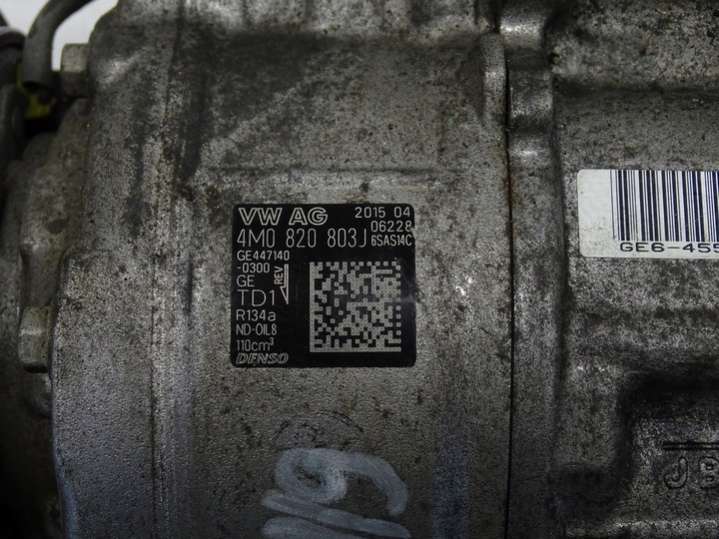 VW AG 2015 04
4M0 820 803J
06228
6SAS14C
GE447140
-0300
GE REV
TD1
R134a
ND-OIL8
110cm³
DENSO
GE6-455